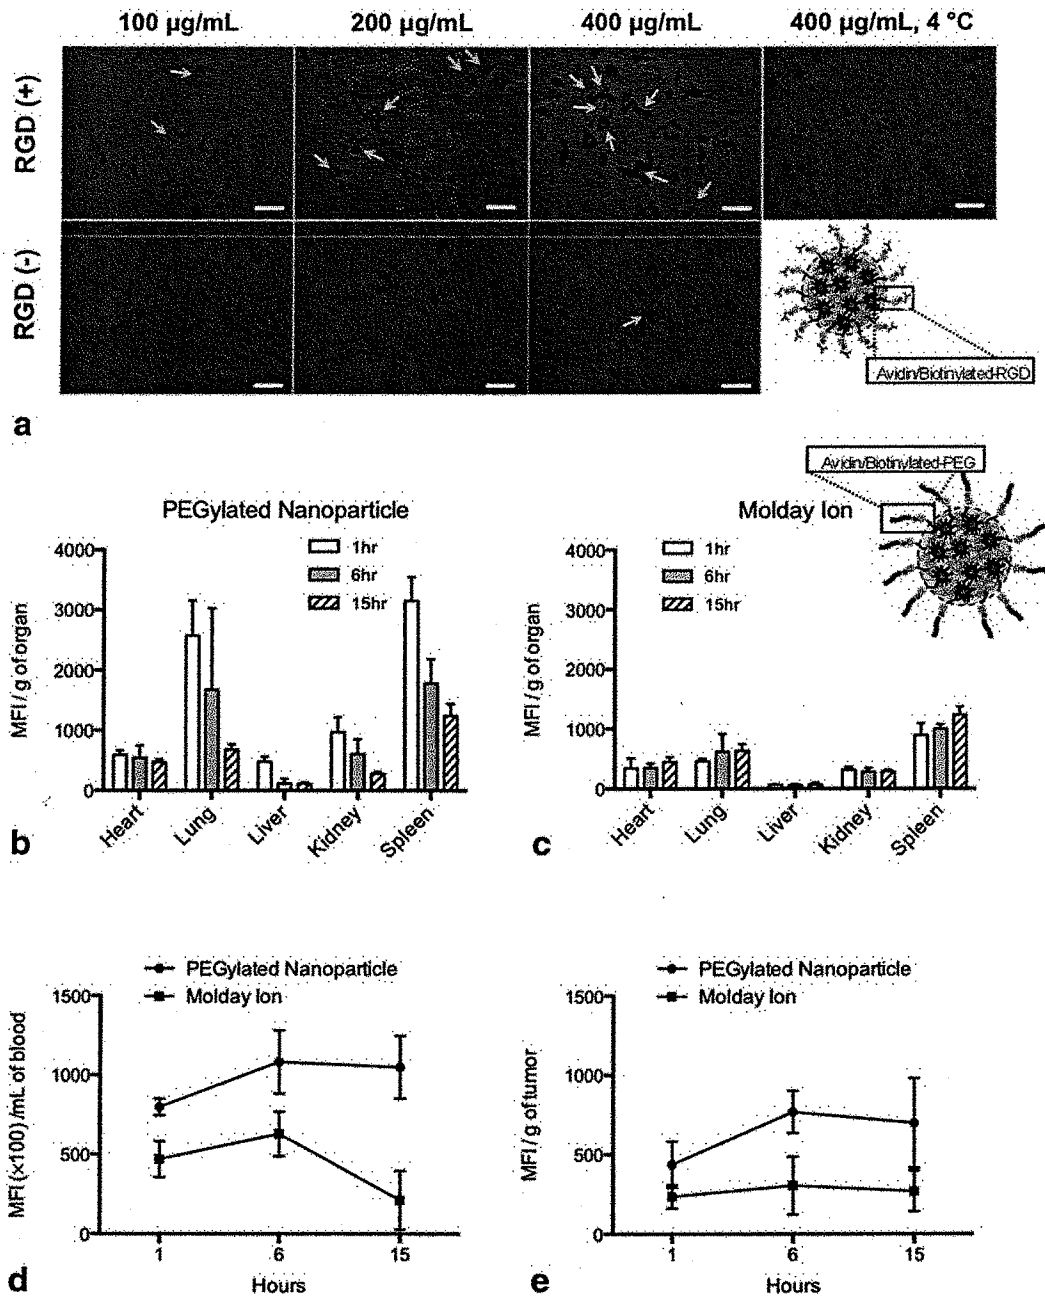 100 µg/mL 200 µg/mL 400 µg/mL 400 µg/mL, 4 °C
RGD (+)
RGD (-)
Avidin/Biotinylated-RGD
a
Avidin/Biotinylated-PEG
PEGylated Nanoparticle
1hr
6hr
15hr
MFI / g of organ
4000
3000
2000
1000
0
Heart Lung Liver Kidney Spleen
b
Molday Ion
1hr
6hr
15hr
MFI / g of organ
4000
3000
2000
1000
0
Heart Lung Liver Kidney Spleen
c
PEGylated Nanoparticle
Molday Ion
MFI (×100) /mL of blood
1500
1000
500
0
1 6 15
Hours
d
PEGylated Nanoparticle
Molday Ion
MFI / g of tumor
1500
1000
500
0
1 6 15
Hours
e